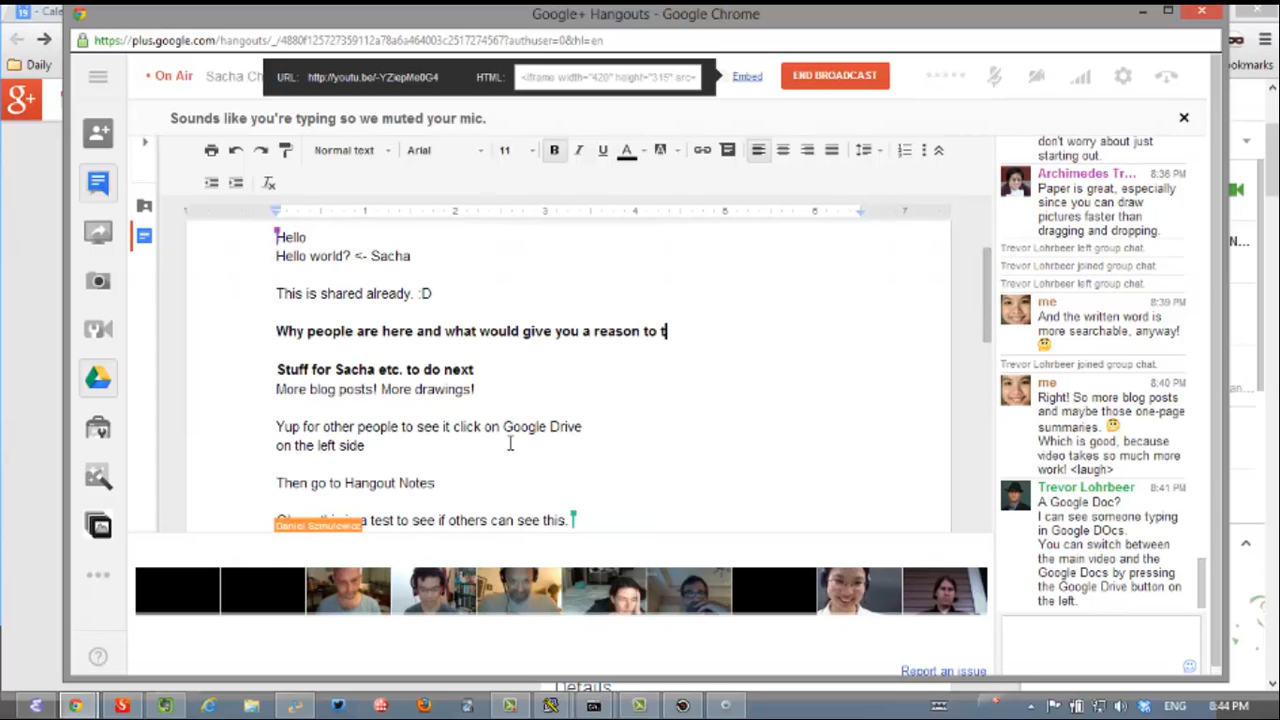 Google+ Hangouts - Google Chrome
https://plus.google.com/hangouts/_/4880f125727359112a78a6a464003c2517274567?authuser=0&hl=en
Daily
On Air
Sacha Ch
URL:
http://youtu.be/-YZiepMe0G4
HTML:
<iframe width="420" height="315" src=
Embed
END BROADCAST
Sounds like you're typing so we muted your mic.
Normal text
Arial
11
Hello
Hello world? <- Sacha
This is shared already. :D
Why people are here and what would give you a reason to t
Stuff for Sacha etc. to do next
More blog posts! More drawings!
Yup for other people to see it click on Google Drive
on the left side
Then go to Hangout Notes
a test to see if others can see this.
Daniel Szmulewicz
don't worry about just
starting out.
Archimedes Tr... 8:36 PM
Paper is great, especially
since you can draw
pictures faster than
dragging and dropping.
Trevor Lohrbeer left group chat.
Trevor Lohrbeer joined group chat.
Trevor Lohrbeer left group chat.
me 8:39 PM
And the written word is
more searchable, anyway!
Trevor Lohrbeer joined group chat.
me 8:40 PM
Right! So more blog posts
and maybe those one-page
summaries.
Which is good, because
video takes so much more
work! <laugh>
Trevor Lohrbeer 8:41 PM
A Google Doc?
I can see someone typing
in Google DOcs.
You can switch between
the main video and the
Google Docs by pressing
the Google Drive button on
the left.
Report an issue
Details
ENG
8:44 PM